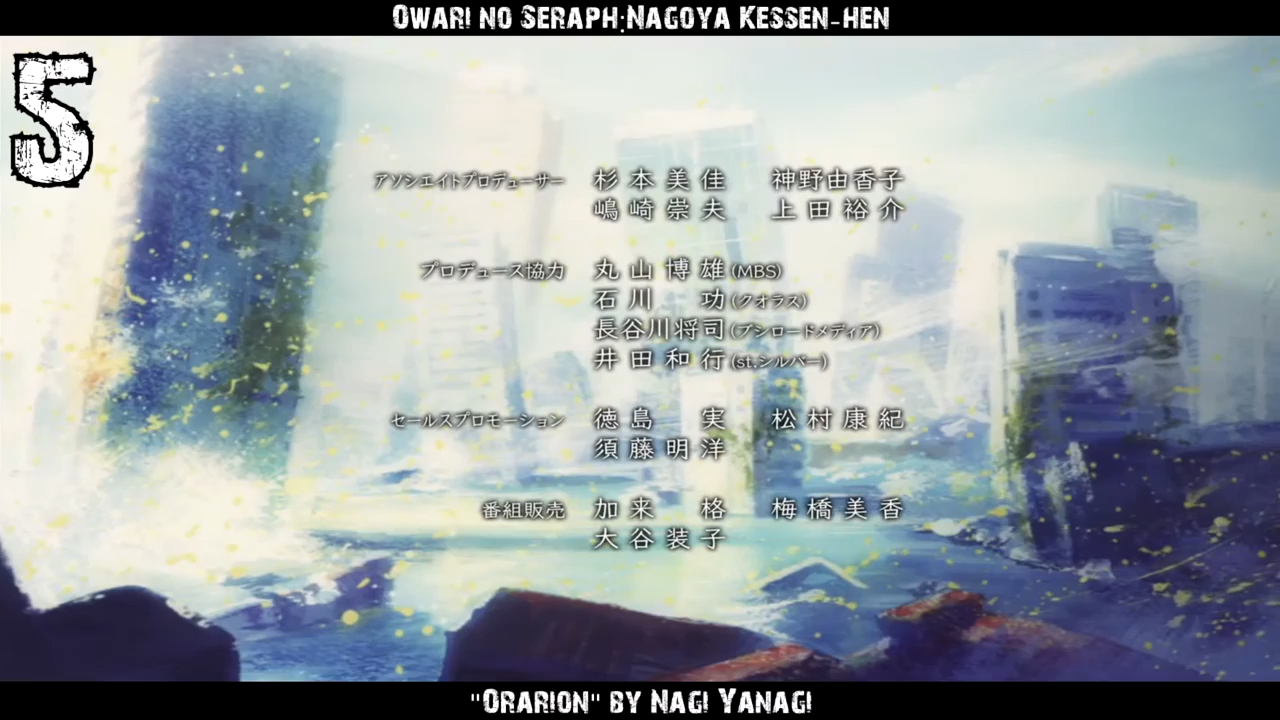 Owari no Seraph:Nagoya Kessen-hen
5
アソシエイトプロデューサー 杉本美佳 神野由香子
嶋崎崇夫 上田裕介
プロデュース協力 丸山博雄(MBS)
石川 功(クオラス)
長谷川将司(ブシロードメディア)
井田和行(st.シルバー)
セールスプロモーション 徳島 実 松村康紀
須藤明洋
番組販売 加来 格 梅橋美香
大谷装子
"Orarion" by Nagi Yanagi